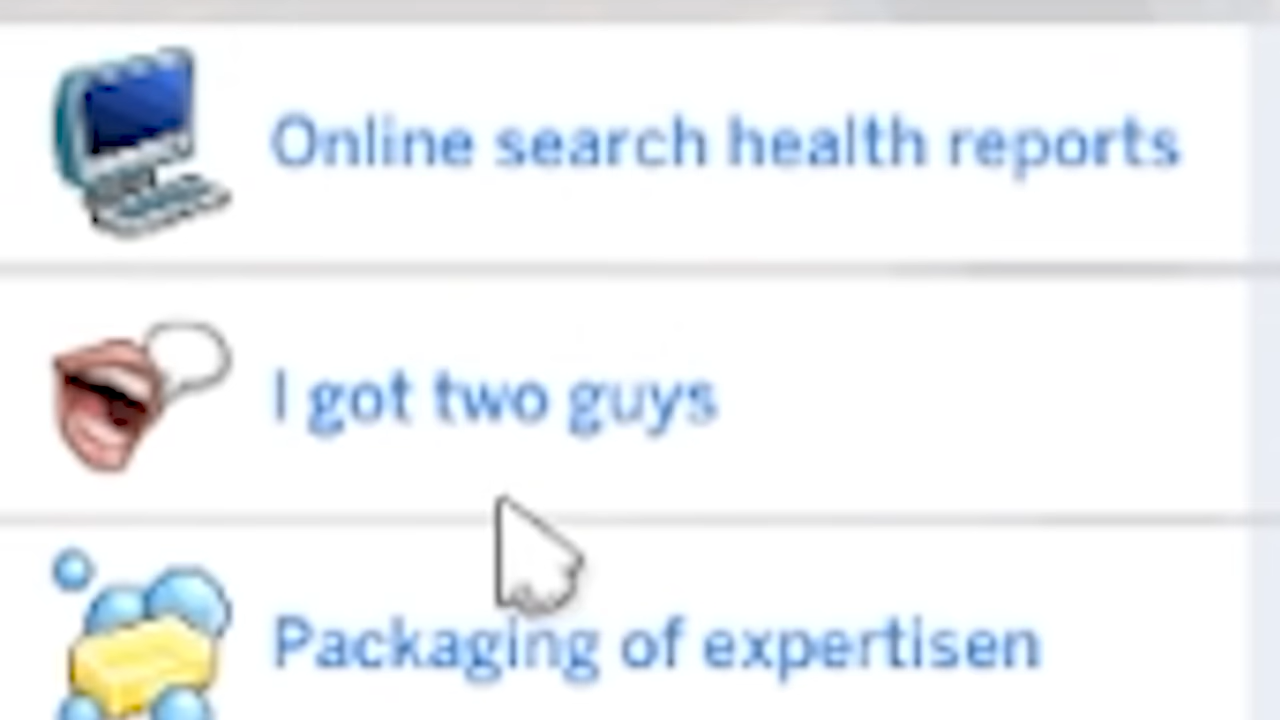 Online search health reports
I got two guys
Packaging of expertisen